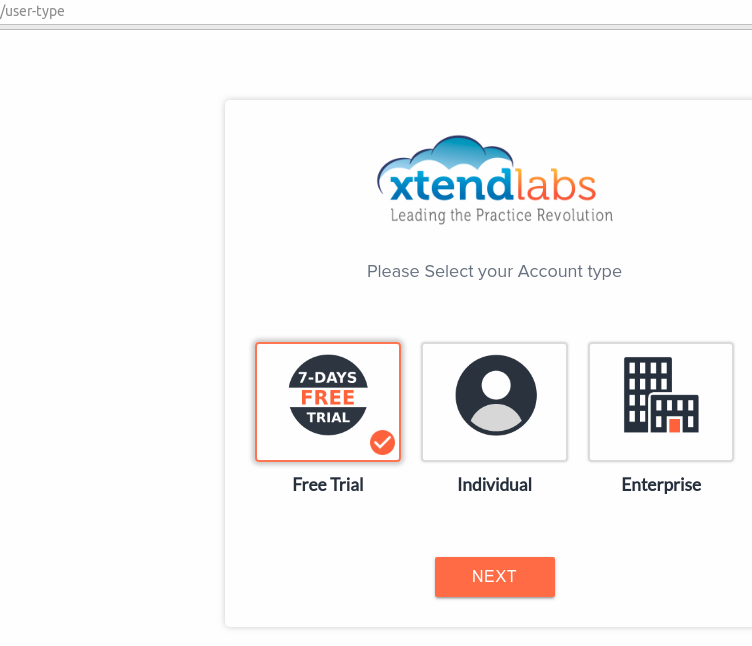 /user-type
xtendlabs
Leading the Practice Revolution
Please Select your Account type
7-DAYS
FREE
TRIAL
Free Trial
Individual
Enterprise
NEXT